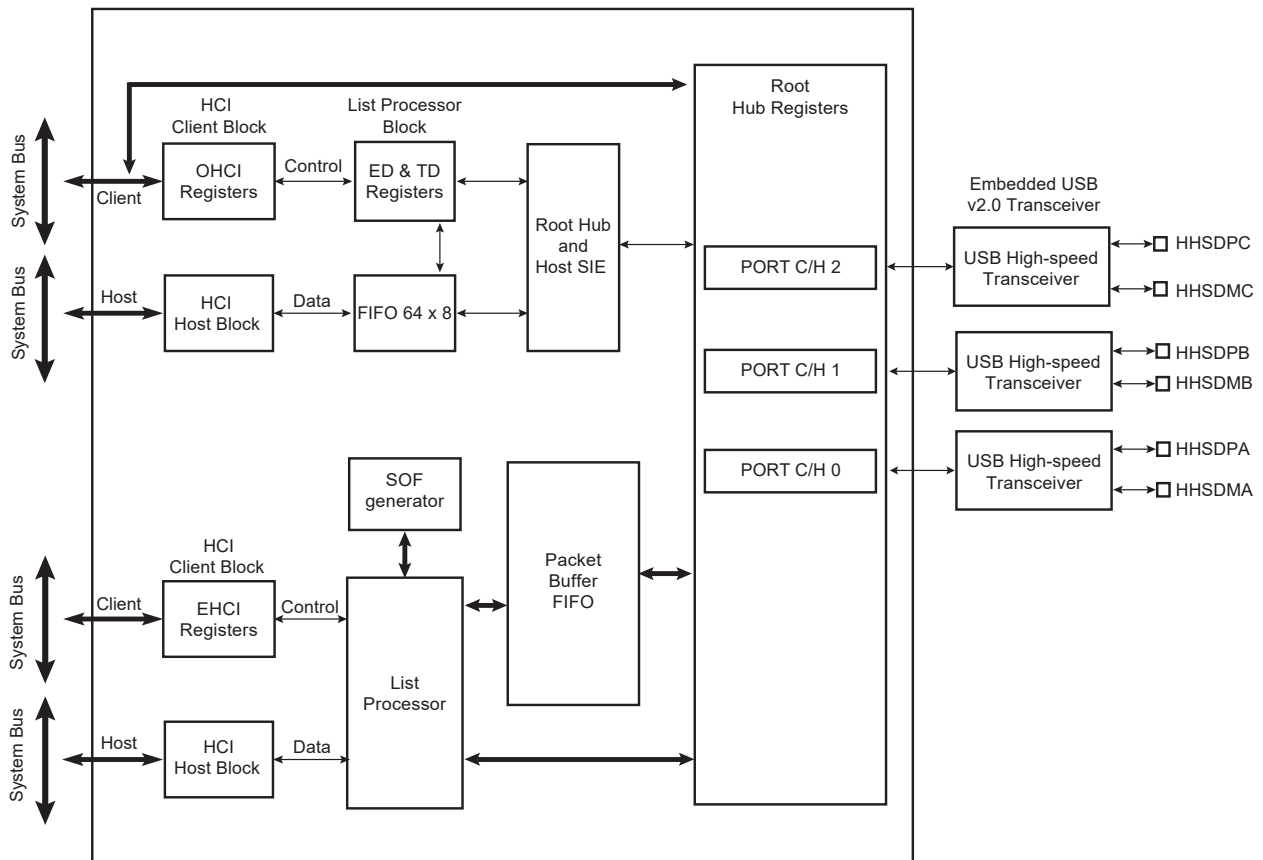 System Bus
System Bus
Client
Host
HCI
Client Block
OHCI
Registers
Control
List Processor
Block
ED & TD
Registers
HCI
Host Block
Data
FIFO 64 x 8
Root Hub
and
Host SIE
Root
Hub Registers
PORT C/H 2
PORT C/H 1
PORT C/H 0
Embedded USB
v2.0 Transceiver
USB High-speed
Transceiver
HHSDPC
HHSDMC
USB High-speed
Transceiver
HHSDPB
HHSDMB
USB High-speed
Transceiver
HHSDPA
HHSDMA
SOF
generator
Packet
Buffer
FIFO
System Bus
System Bus
Client
Host
HCI
Client Block
EHCI
Registers
Control
HCI
Host Block
Data
List
Processor